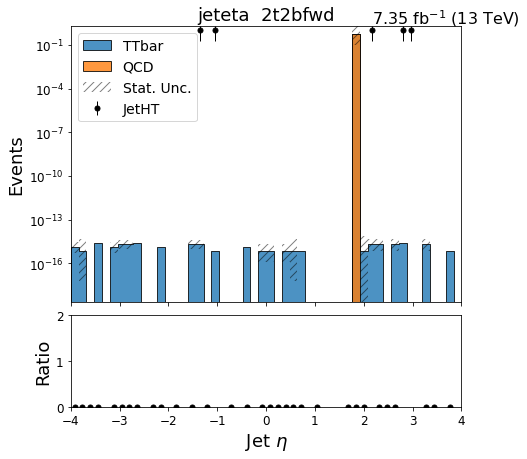 jeteta 2t2bfwd
7.35 fb⁻¹ (13 TeV)
TTbar
QCD
Stat. Unc.
JetHT
Events
10⁻¹
10⁻⁴
10⁻⁷
10⁻¹⁰
10⁻¹³
10⁻¹⁶
Ratio
2
1
0
−4 −3 −2 −1 0 1 2 3 4
Jet η